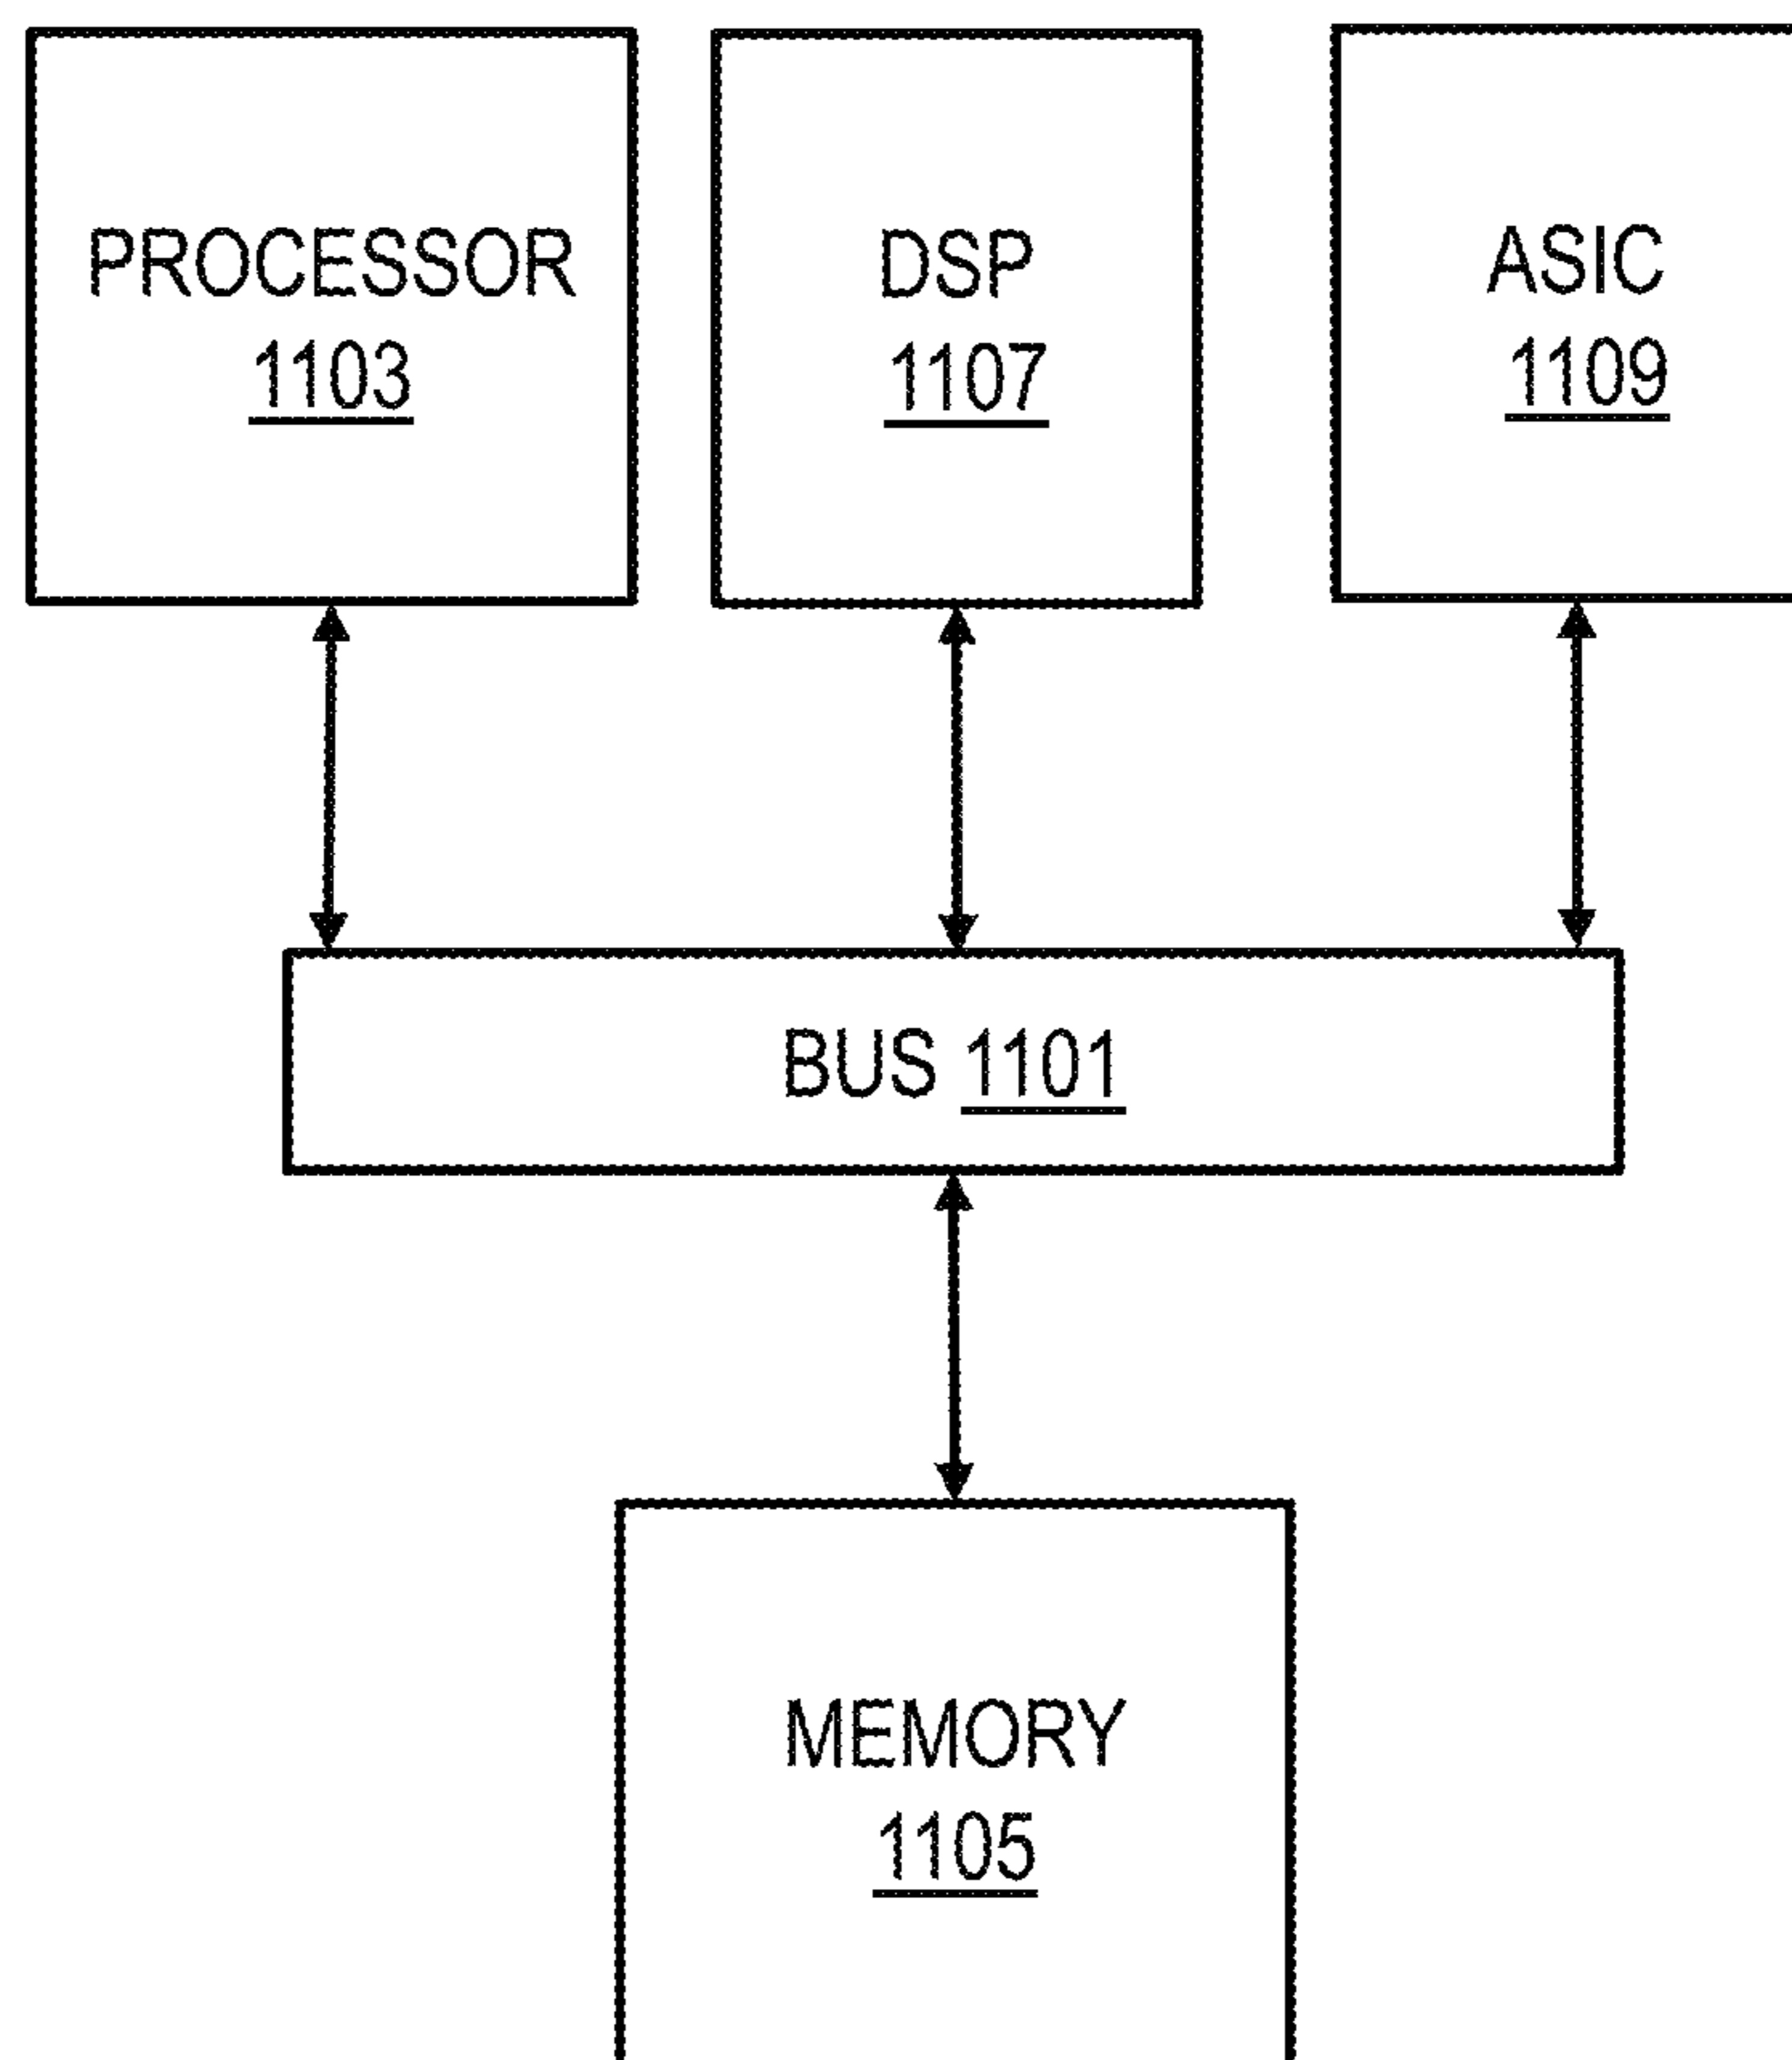 PROCESSOR
1103
DSP
1107
ASIC
1109
BUS 1101
MEMORY
1105